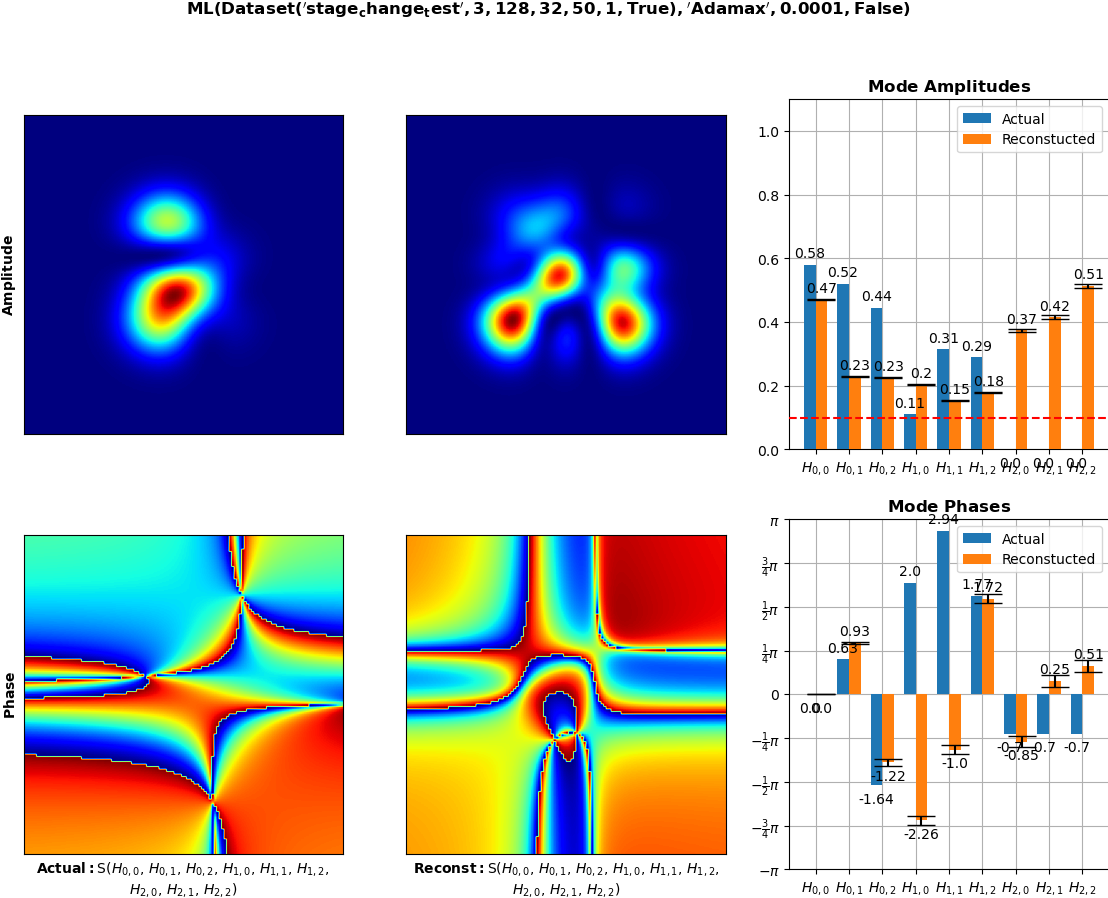 ML(Dataset('stage_change_test', 3, 128, 32, 50, 1, True), 'Adamax', 0.0001, False)
Amplitude
Mode Amplitudes
Actual
Reconstucted
1.0
0.8
0.6
0.4
0.2
0.0
0.58
0.47
0.52
0.23
0.44
0.23
0.11
0.2
0.31
0.15
0.29
0.18
0.0
0.37
0.0
0.42
0.0
0.51
H0,0 H0,1 H0,2 H1,0 H1,1 H1,2 H2,0 H2,1 H2,2
Phase
Actual: S(H0,0, H0,1, H0,2, H1,0, H1,1, H1,2,
H2,0, H2,1, H2,2)
Reconst: S(H0,0, H0,1, H0,2, H1,0, H1,1, H1,2,
H2,0, H2,1, H2,2)
Mode Phases
Actual
Reconstucted
π
3/4π
1/2π
1/4π
0
−1/4π
−1/2π
−3/4π
−π
0.0
0.0
0.63
0.93
-1.64
-1.22
2.0
-2.26
2.94
-1.0
1.77
1.72
-0.7
-0.85
-0.7
0.25
-0.7
0.51
H0,0 H0,1 H0,2 H1,0 H1,1 H1,2 H2,0 H2,1 H2,2